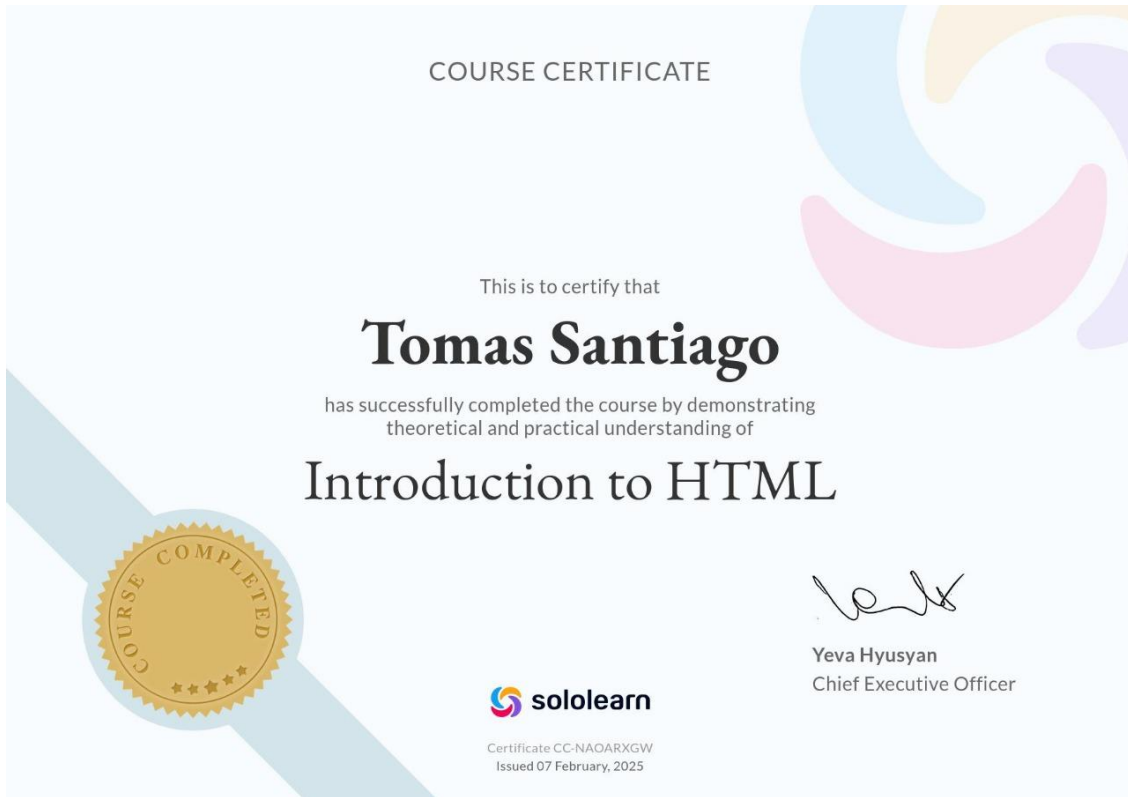 COURSE CERTIFICATE
This is to certify that
Tomas Santiago
has successfully completed the course by demonstrating
theoretical and practical understanding of
Introduction to HTML
COURSE COMPLETED
Yeva Hyusyan
Chief Executive Officer
sololearn
Certificate CC-NAOARXGW
Issued 07 February, 2025